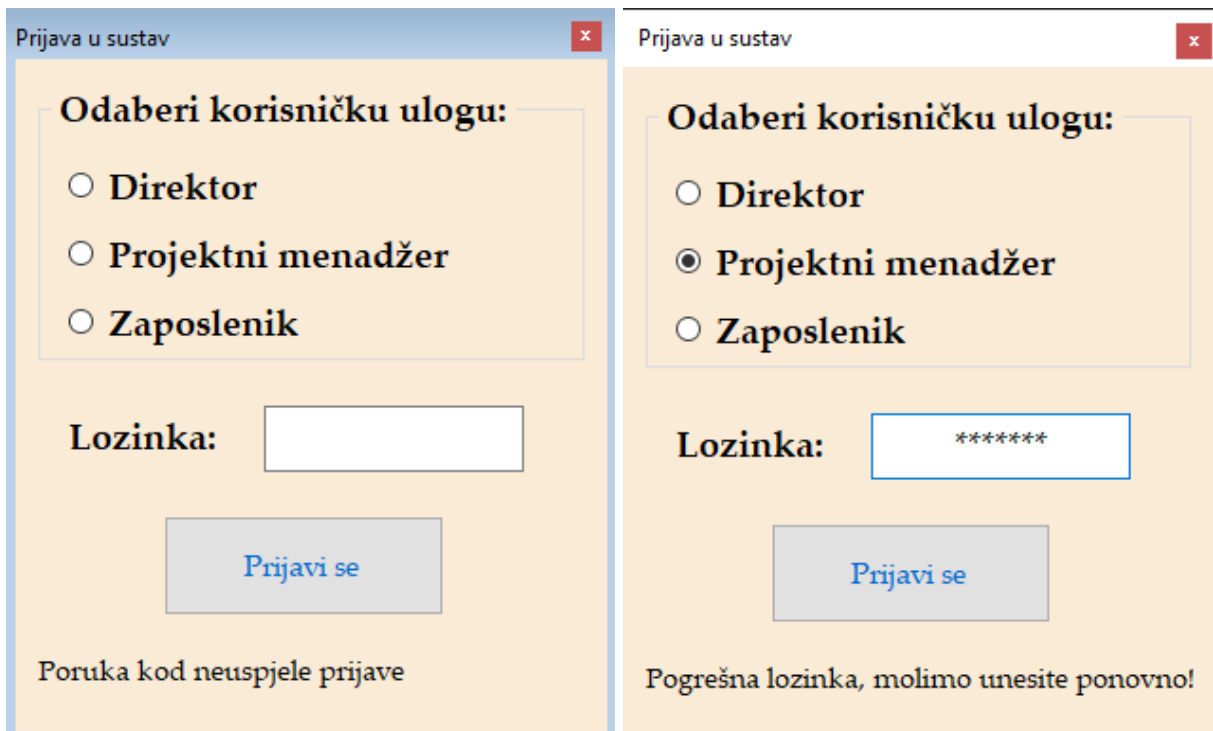 Prijava u sustav
x
Odaberi korisničku ulogu:
Direktor
Projektni menadžer
Zaposlenik
Lozinka:
Prijavi se
Poruka kod neuspjele prijave
Prijava u sustav
x
Odaberi korisničku ulogu:
Direktor
Projektni menadžer
Zaposlenik
Lozinka:
*******
Prijavi se
Pogrešna lozinka, molimo unesite ponovno!